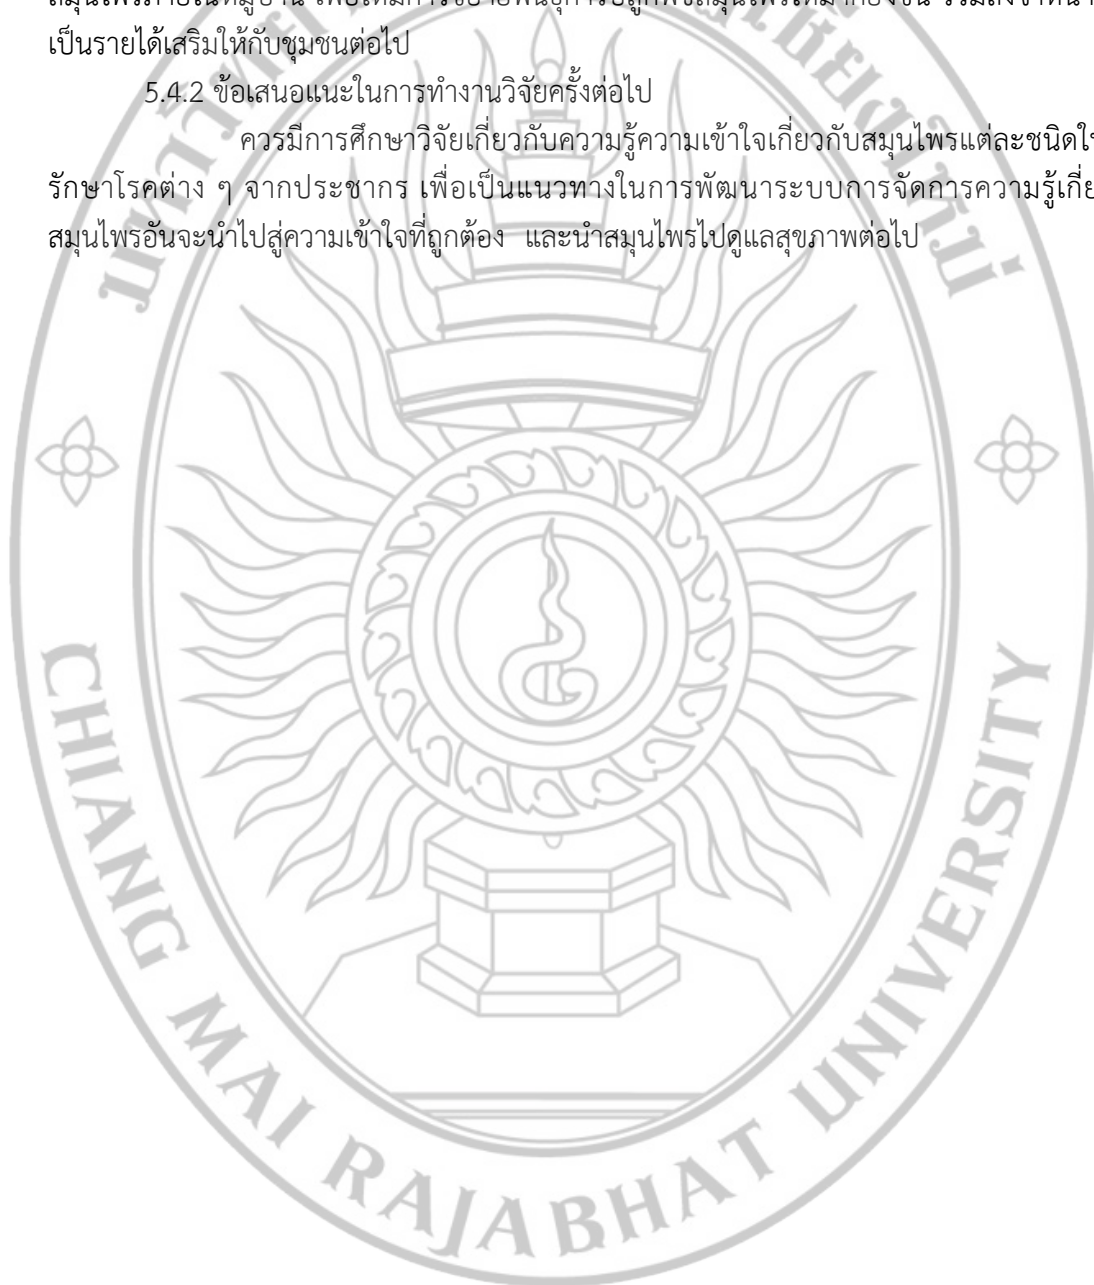 เป็นรายได้เสริมให้กับชุมชนต่อไป
5.4.2 ข้อเสนอแนะในการทำงานวิจัยครั้งต่อไป
ควรมีการศึกษาวิจัยเกี่ยวกับความรู้ความเข้าใจเกี่ยวกับสมุนไพรแต่ละชนิดใ
รักษาโรคต่าง ๆ จากประชากร เพื่อเป็นแนวทางในการพัฒนาระบบการจัดการความรู้เกี่ย
สมุนไพรอันจะนำไปสู่ความเข้าใจที่ถูกต้อง และนำสมุนไพรไปดูแลสุขภาพต่อไป
CHIANG MAI RAJABHAT UNIVERSITY